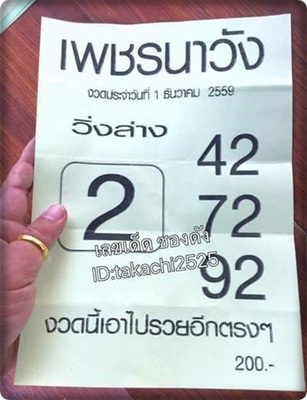 เพชรนาวัง
งวดประจำวันที่ 1 ธันวาคม 2559
วิ่งล่าง
42
2
72
เลขเด็ด ซองดัง
ID:takachi2525
92
งวดนี้เอาไปรวยอีกตรงๆ
200.-